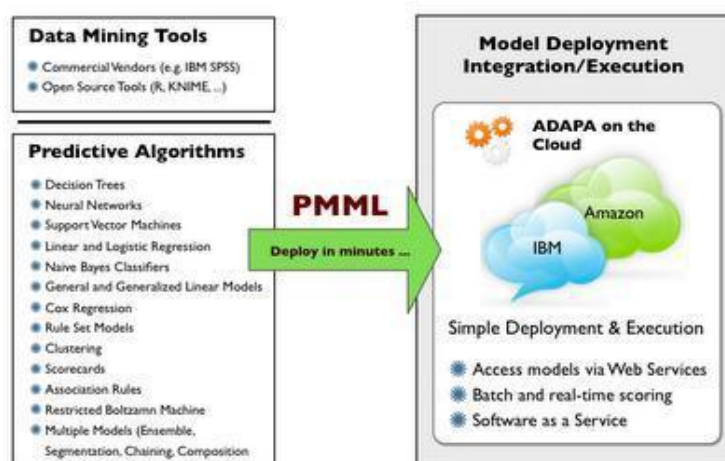 Data Mining Tools
Commercial Vendors (e.g. IBM SPSS)
Open Source Tools (R, KNIME, ...)
Predictive Algorithms
Decision Trees
Neural Networks
Support Vector Machines
Linear and Logistic Regression
Naive Bayes Classifiers
General and Generalized Linear Models
Cox Regression
Rule Set Models
Clustering
Scorecards
Association Rules
Restricted Boltzamn Machine
Multiple Models (Ensemble,
Segmentation, Chaining, Composition
PMML
Deploy in minutes ...
Model Deployment
Integration/Execution
ADAPA on the
Cloud
Amazon
IBM
Simple Deployment & Execution
Access models via Web Services
Batch and real-time scoring
Software as a Service